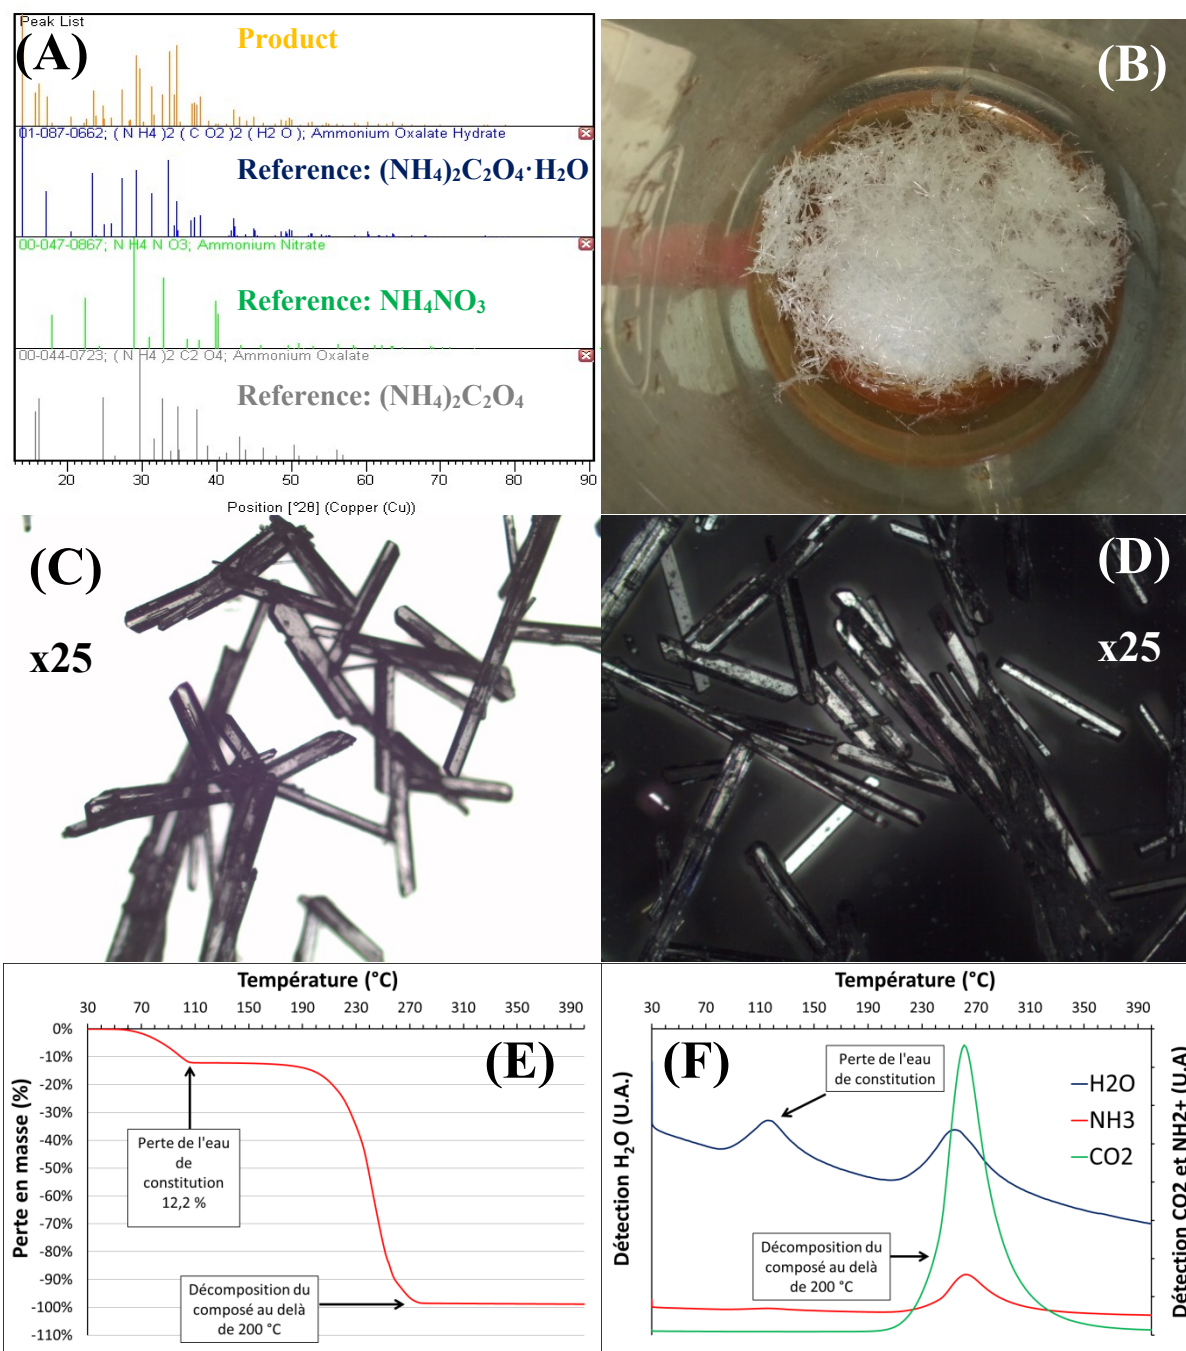 Peak List
(A)
Product
01-087-0662; ( N H4 )2 ( C O2 )2 ( H2 O ); Ammonium Oxalate Hydrate
Reference: (NH4)2C2O4·H2O
00-047-0867; N H4 N O3; Ammonium Nitrate
Reference: NH4NO3
00-044-0723; ( N H4 )2 C2 O4; Ammonium Oxalate
Reference: (NH4)2C2O4
20 30 40 50 60 70 80 90
Position [°2θ] (Copper (Cu))
(B)
(C)
x25
(D)
x25
Température (°C)
30 70 110 150 190 230 270 310 350 390
0%
-10%
-20%
-30%
-40%
-50%
-60%
-70%
-80%
-90%
-100%
-110%
Perte en masse (%)
(E)
Perte de l'eau
de
constitution
12,2 %
Décomposition du
composé au delà
de 200 °C
Température (°C)
30 70 110 150 190 230 270 310 350 390
(F)
Perte de l'eau
de constitution
H2O
NH3
CO2
Décomposition du
composé au delà
de 200 °C
Détection H2O (U.A.)
Détection CO2 et NH2+ (U.A)